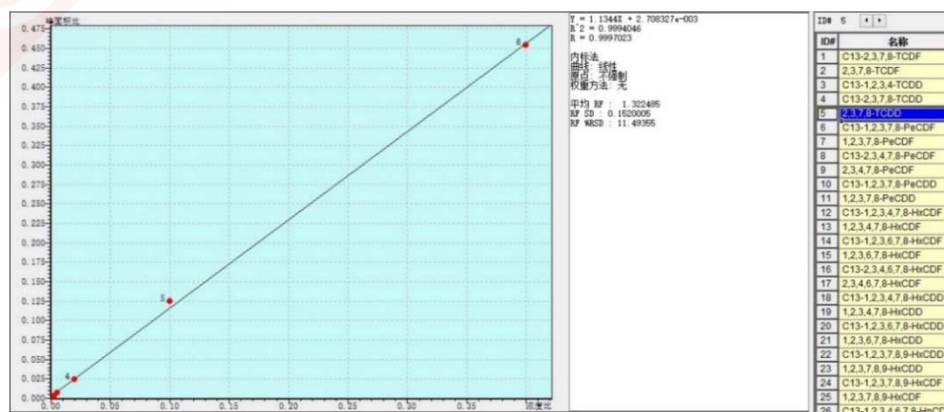 峰面积比
0.475
0.450
0.425
0.400
0.375
0.350
0.325
0.300
0.275
0.250
0.225
0.200
0.175
0.150
0.125
0.100
0.075
0.050
0.025
0.000
6
5
4
0.00 0.05 0.10 0.15 0.20 0.25 0.30 0.35 浓度比
Y = 1.1344X + 2.708327e-003
R^2 = 0.9994046
R = 0.9997023
内标法
曲线: 线性
原点: 不强制
权重方法: 无
平均 RF : 1.322485
RF SD : 0.1520005
RF %RSD : 11.49355
ID# 5
ID# 名称
1 C13-2,3,7,8-TCDF
2 2,3,7,8-TCDF
3 C13-1,2,3,4-TCDD
4 C13-2,3,7,8-TCDD
5 2,3,7,8-TCDD
6 C13-1,2,3,7,8-PeCDF
7 1,2,3,7,8-PeCDF
8 C13-2,3,4,7,8-PeCDF
9 2,3,4,7,8-PeCDF
10 C13-1,2,3,7,8-PeCDD
11 1,2,3,7,8-PeCDD
12 C13-1,2,3,4,7,8-HxCDF
13 1,2,3,4,7,8-HxCDF
14 C13-1,2,3,6,7,8-HxCDF
15 1,2,3,6,7,8-HxCDF
16 C13-2,3,4,6,7,8-HxCDF
17 2,3,4,6,7,8-HxCDF
18 C13-1,2,3,4,7,8-HxCDD
19 1,2,3,4,7,8-HxCDD
20 C13-1,2,3,6,7,8-HxCDD
21 1,2,3,6,7,8-HxCDD
22 C13-1,2,3,7,8,9-HxCDD
23 1,2,3,7,8,9-HxCDD
24 C13-1,2,3,7,8,9-HxCDF
25 1,2,3,7,8,9-HxCDF
26 C13-1,2,3,4,6,7,8-HpCDF